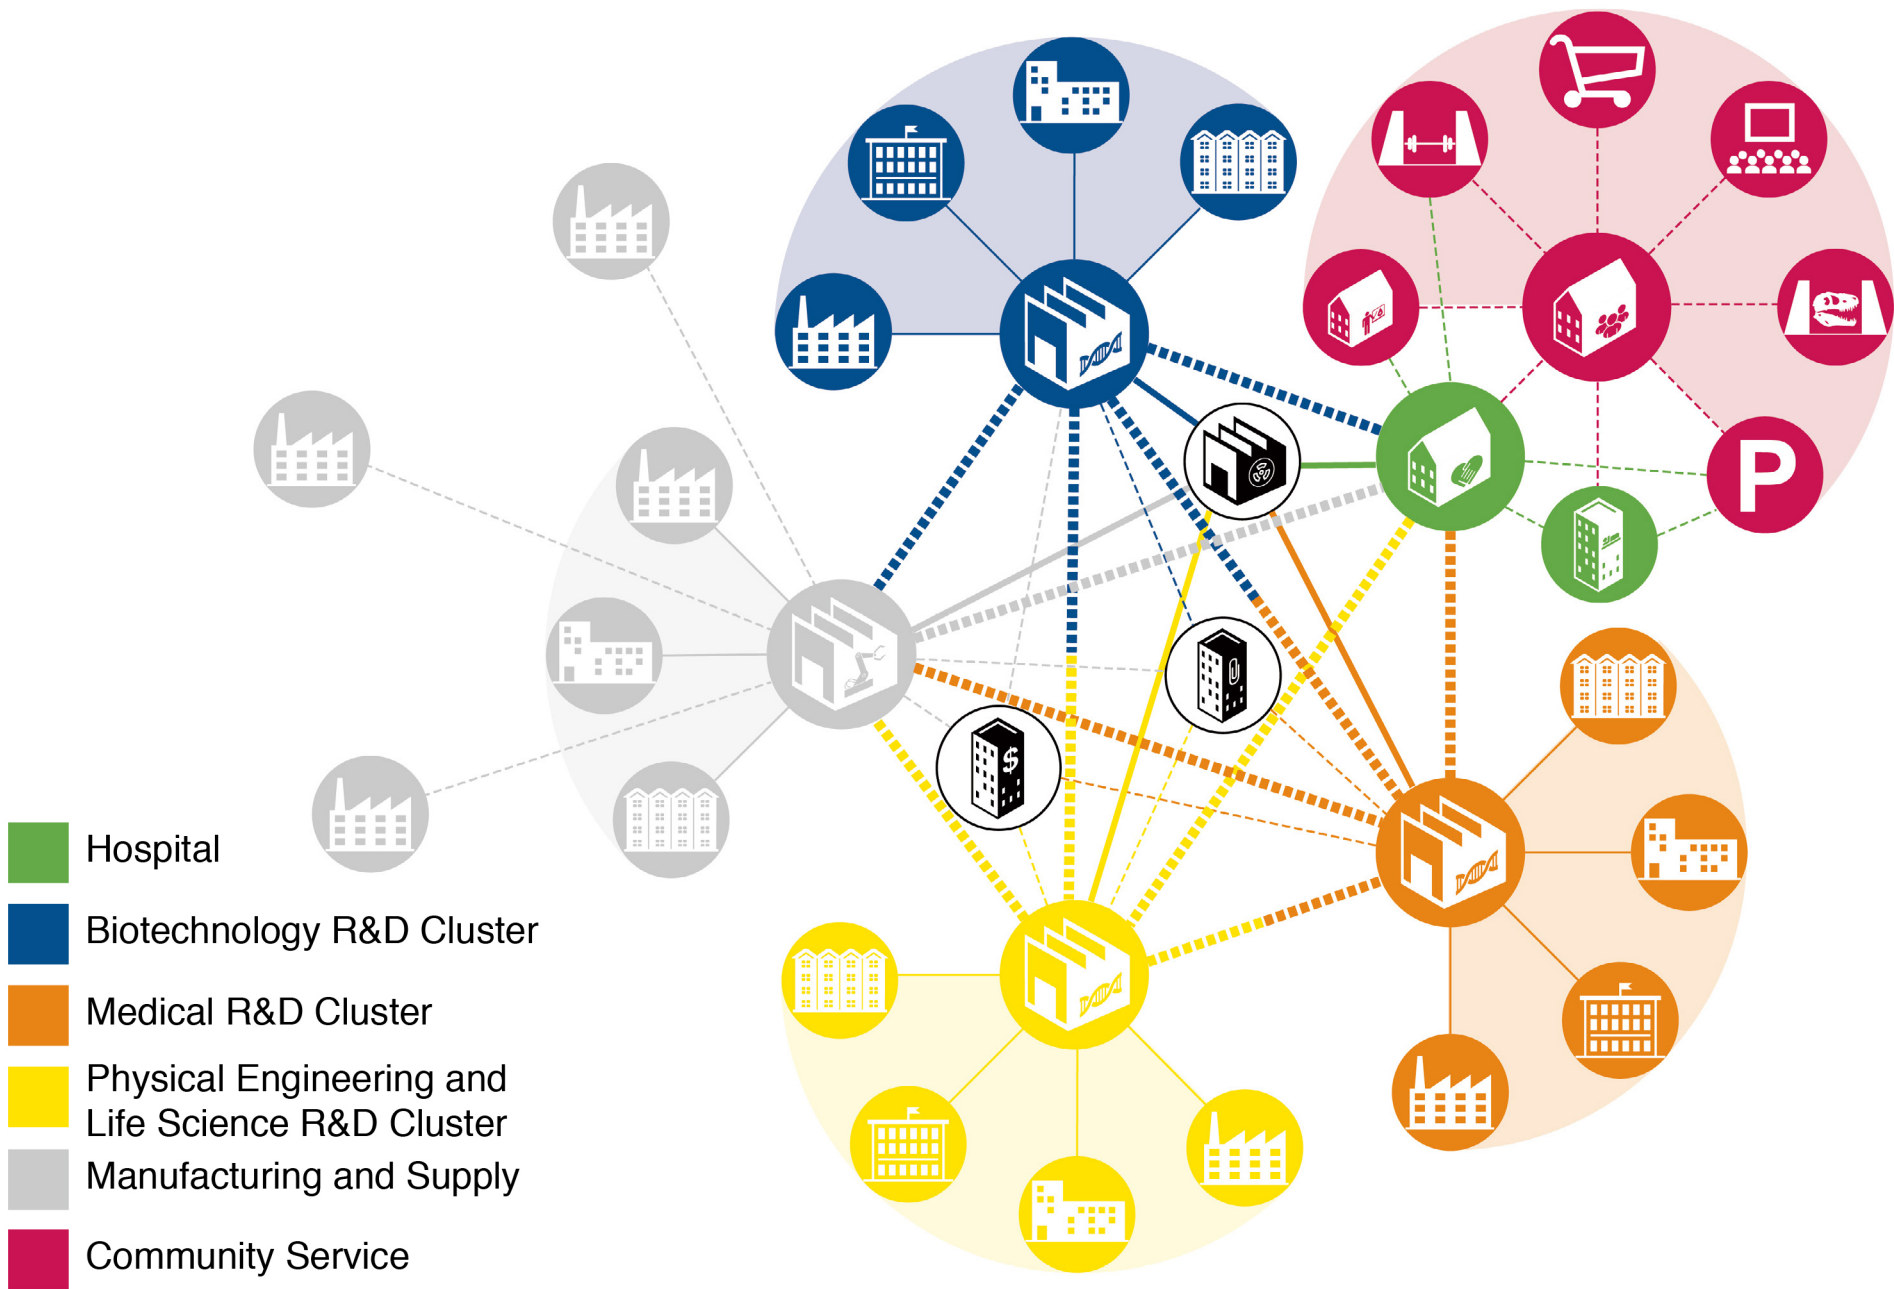 P
$
Hospital
Biotechnology R&D Cluster
Medical R&D Cluster
Physical Engineering and
Life Science R&D Cluster
Manufacturing and Supply
Community Service